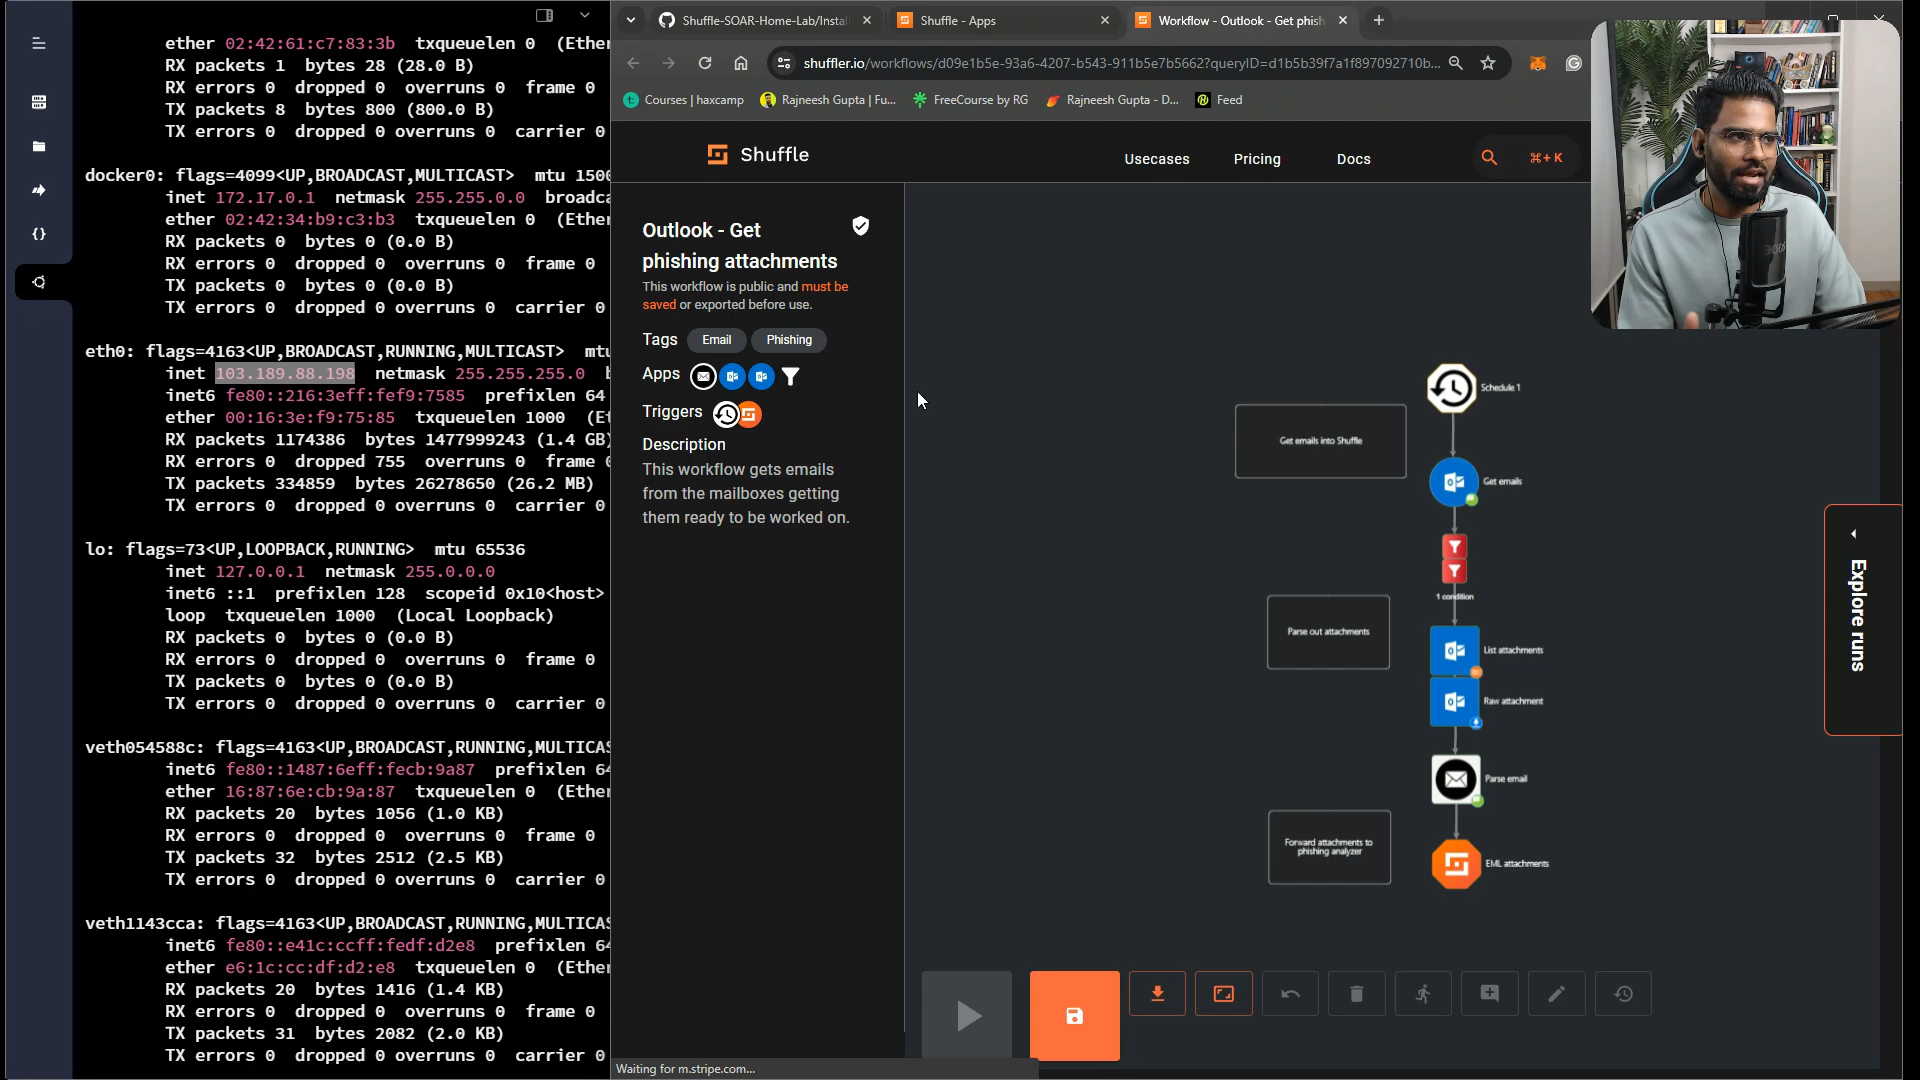 ether 02:42:61:c7:83:3b txqueuelen 0 (Ether
RX packets 1 bytes 28 (28.0 B)
RX errors 0 dropped 0 overruns 0 frame 0
TX packets 8 bytes 800 (800.0 B)
TX errors 0 dropped 0 overruns 0 carrier 0
docker0: flags=4099<UP,BROADCAST,MULTICAST> mtu 1500
inet 172.17.0.1 netmask 255.255.0.0 broadca
ether 02:42:34:b9:c3:b3 txqueuelen 0 (Ether
RX packets 0 bytes 0 (0.0 B)
RX errors 0 dropped 0 overruns 0 frame 0
TX packets 0 bytes 0 (0.0 B)
TX errors 0 dropped 0 overruns 0 carrier 0
eth0: flags=4163<UP,BROADCAST,RUNNING,MULTICAST> mtu
inet 103.189.88.198 netmask 255.255.255.0 b
inet6 fe80::216:3eff:fef9:7585 prefixlen 64
ether 00:16:3e:f9:75:85 txqueuelen 1000 (Et
RX packets 1174386 bytes 1477999243 (1.4 GB)
RX errors 0 dropped 755 overruns 0 frame 0
TX packets 334859 bytes 26278650 (26.2 MB)
TX errors 0 dropped 0 overruns 0 carrier 0
lo: flags=73<UP,LOOPBACK,RUNNING> mtu 65536
inet 127.0.0.1 netmask 255.0.0.0
inet6 ::1 prefixlen 128 scopeid 0x10<host>
loop txqueuelen 1000 (Local Loopback)
RX packets 0 bytes 0 (0.0 B)
RX errors 0 dropped 0 overruns 0 frame 0
TX packets 0 bytes 0 (0.0 B)
TX errors 0 dropped 0 overruns 0 carrier 0
veth054588c: flags=4163<UP,BROADCAST,RUNNING,MULTICAS
inet6 fe80::1487:6eff:fecb:9a87 prefixlen 64
ether 16:87:6e:cb:9a:87 txqueuelen 0 (Ether
RX packets 20 bytes 1056 (1.0 KB)
RX errors 0 dropped 0 overruns 0 frame 0
TX packets 32 bytes 2512 (2.5 KB)
TX errors 0 dropped 0 overruns 0 carrier 0
veth1143cca: flags=4163<UP,BROADCAST,RUNNING,MULTICAS
inet6 fe80::e41c:ccff:fedf:d2e8 prefixlen 64
ether e6:1c:cc:df:d2:e8 txqueuelen 0 (Ether
RX packets 20 bytes 1416 (1.4 KB)
RX errors 0 dropped 0 overruns 0 frame 0
TX packets 31 bytes 2082 (2.0 KB)
TX errors 0 dropped 0 overruns 0 carrier 0
Shuffle-SOAR-Home-Lab/Instal
Shuffle - Apps
Workflow - Outlook - Get phish
shuffler.io/workflows/d09e1b5e-93a6-4207-b543-911b5e7b5662?queryID=d1b5b39f7a1f897092710b...
Courses | haxcamp
Rajneesh Gupta | Fu...
FreeCourse by RG
Rajneesh Gupta - D...
Feed
Shuffle
Usecases
Pricing
Docs
⌘+ K
Outlook - Get
phishing attachments
This workflow is public and must be
saved or exported before use.
Tags Email Phishing
Apps
Triggers
Description
This workflow gets emails
from the mailboxes getting
them ready to be worked on.
Schedule 1
Get emails into Shuffle
Get emails
1 condition
Parse out attachments
List attachments
Raw attachment
Parse email
Forward attachments to
phishing analyzer
EML attachments
Explore runs
Waiting for m.stripe.com...